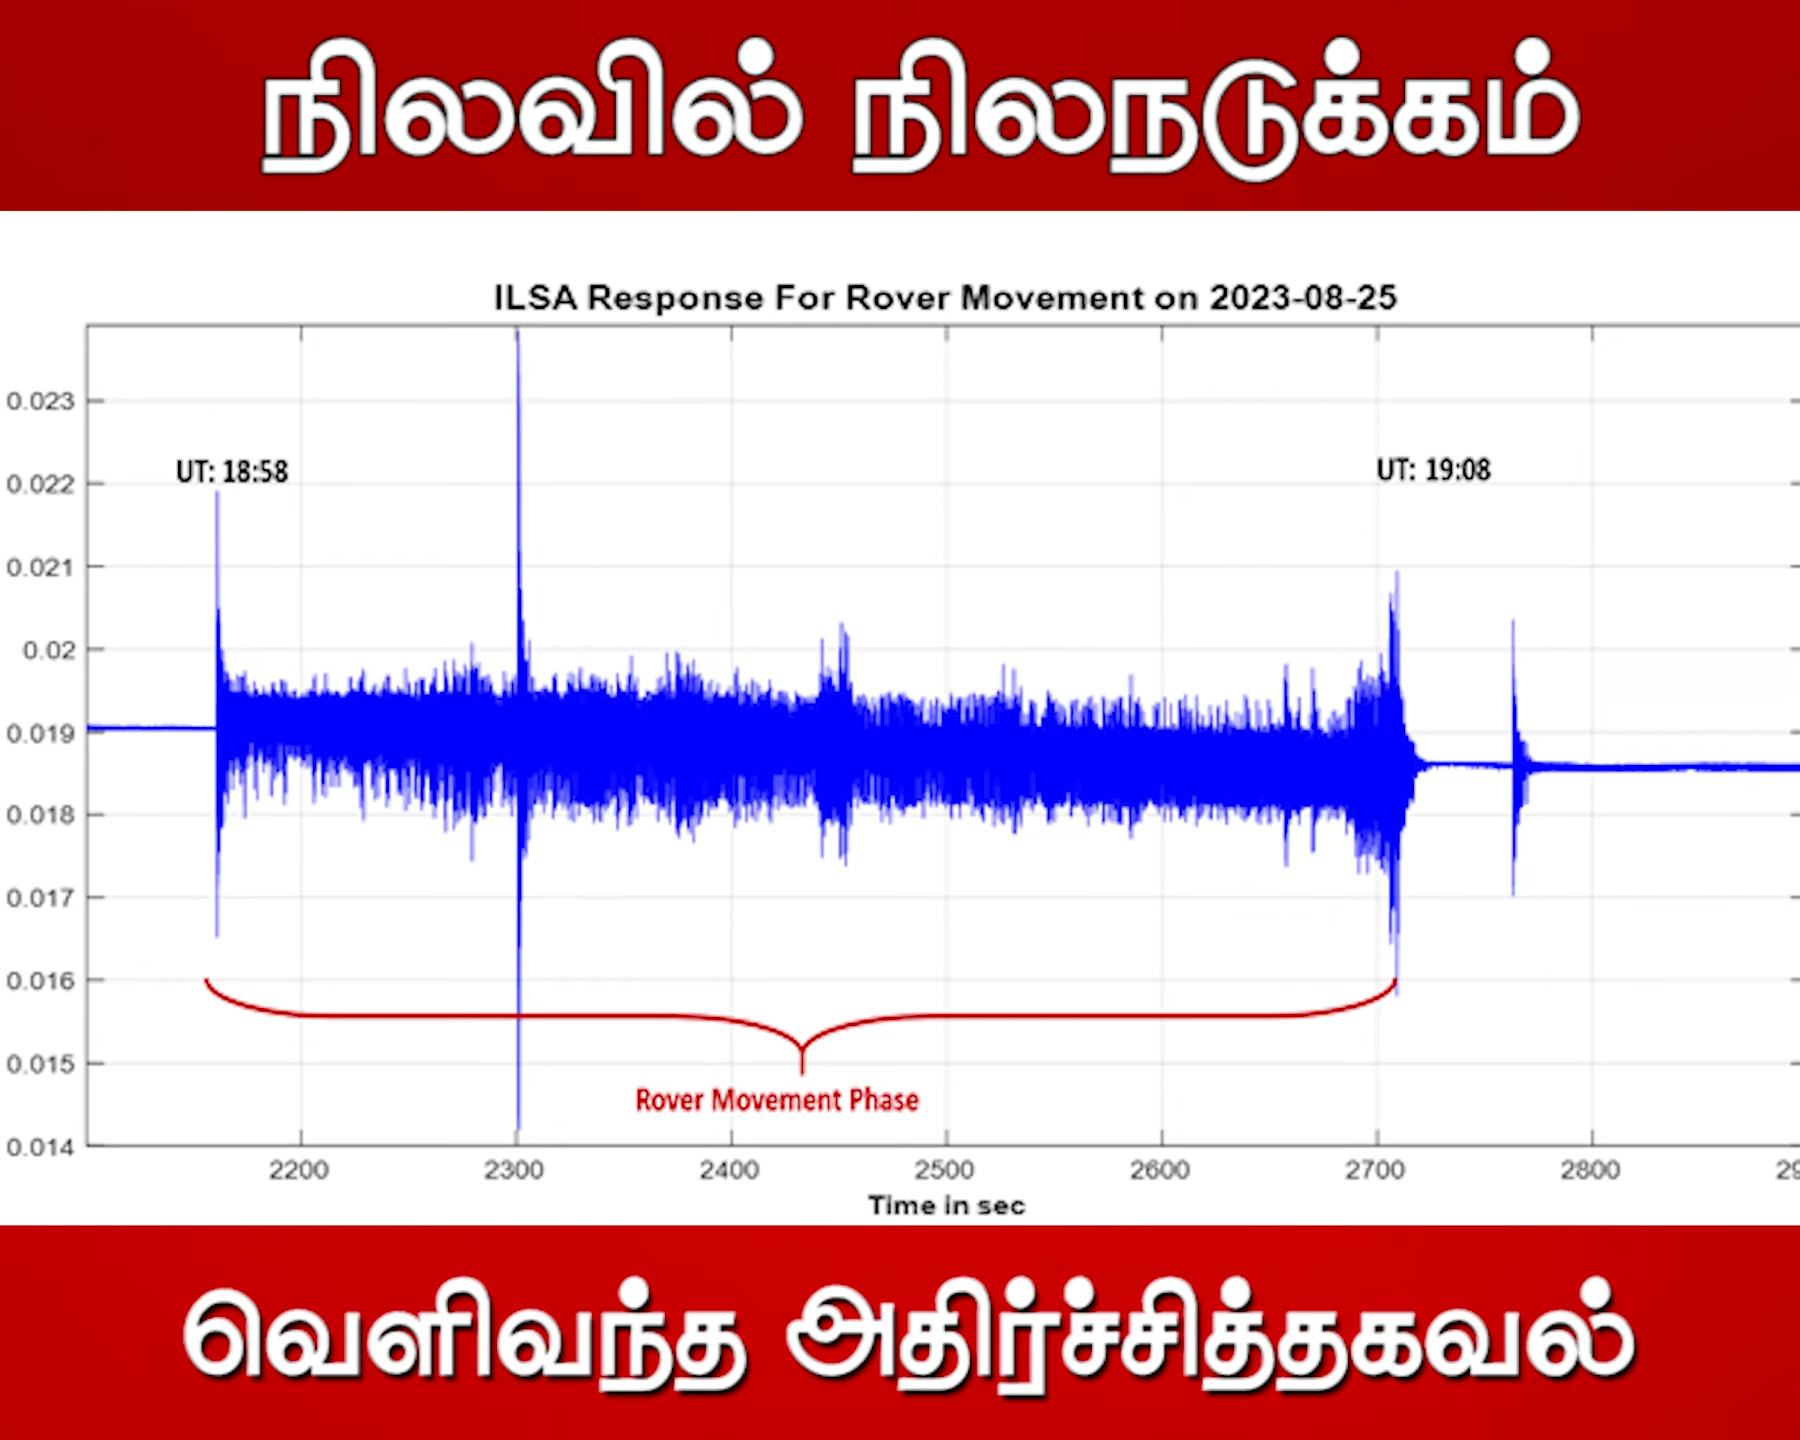 நிலவில் நிலநடுக்கம்
ILSA Response For Rover Movement on 2023-08-25
0.023
UT: 18:58
UT: 19:08
0.022
0.021
0.02
0.019
0.018
0.017
0.016
0.015
Rover Movement Phase
0.014
2200 2300 2400 2500 2600 2700 2800
Time in sec
வெளிவந்த அதிர்ச்சித்தகவல்